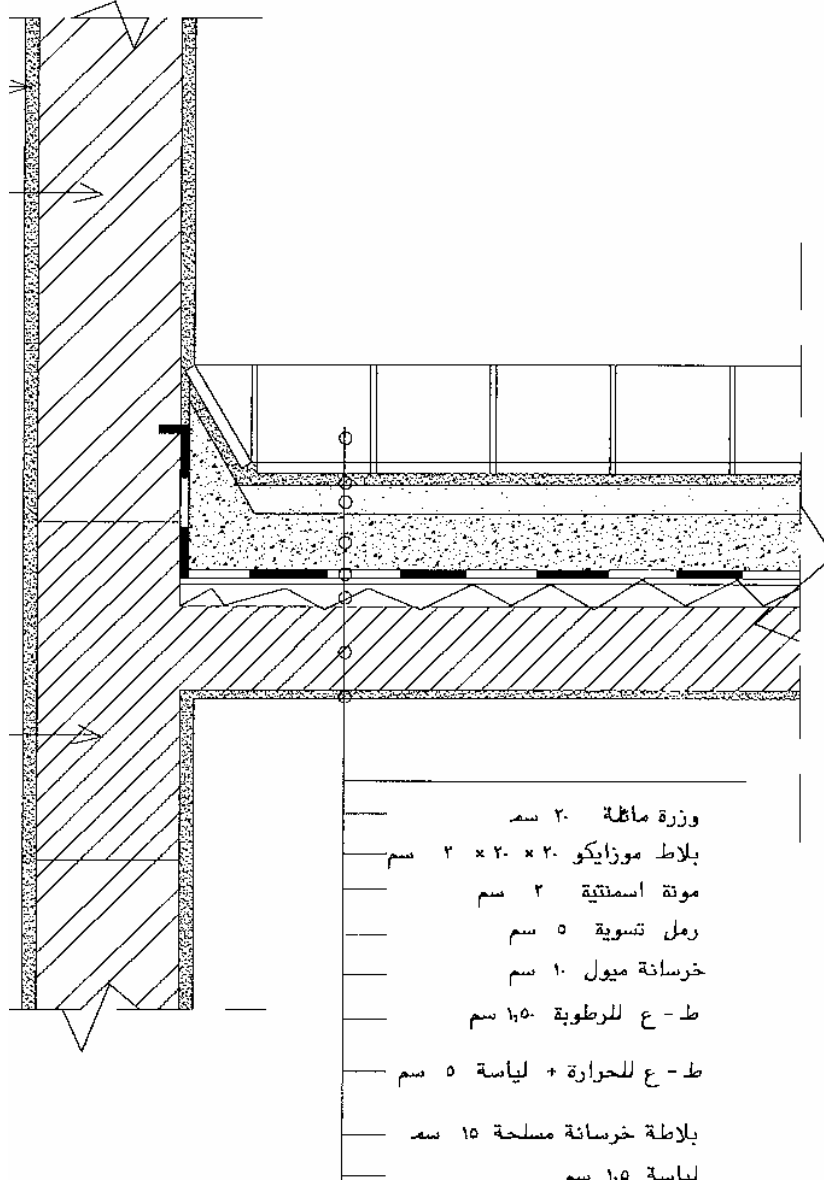 وزرة مائلة ٢٠ سم
بلاط موزايكو ٢٠ × ٢٠ × ٢ سم
مونة اسمنتية ٢ سم
رمل تسوية ٥ سم
خرسانة ميول ١٠ سم
ط - ع للرطوبة ١,٥٠ سم
ط - ع للحرارة + لياسة ٥ سم
بلاطة خرسانة مسلحة ١٥ سم
لياسة ١,٥ سم